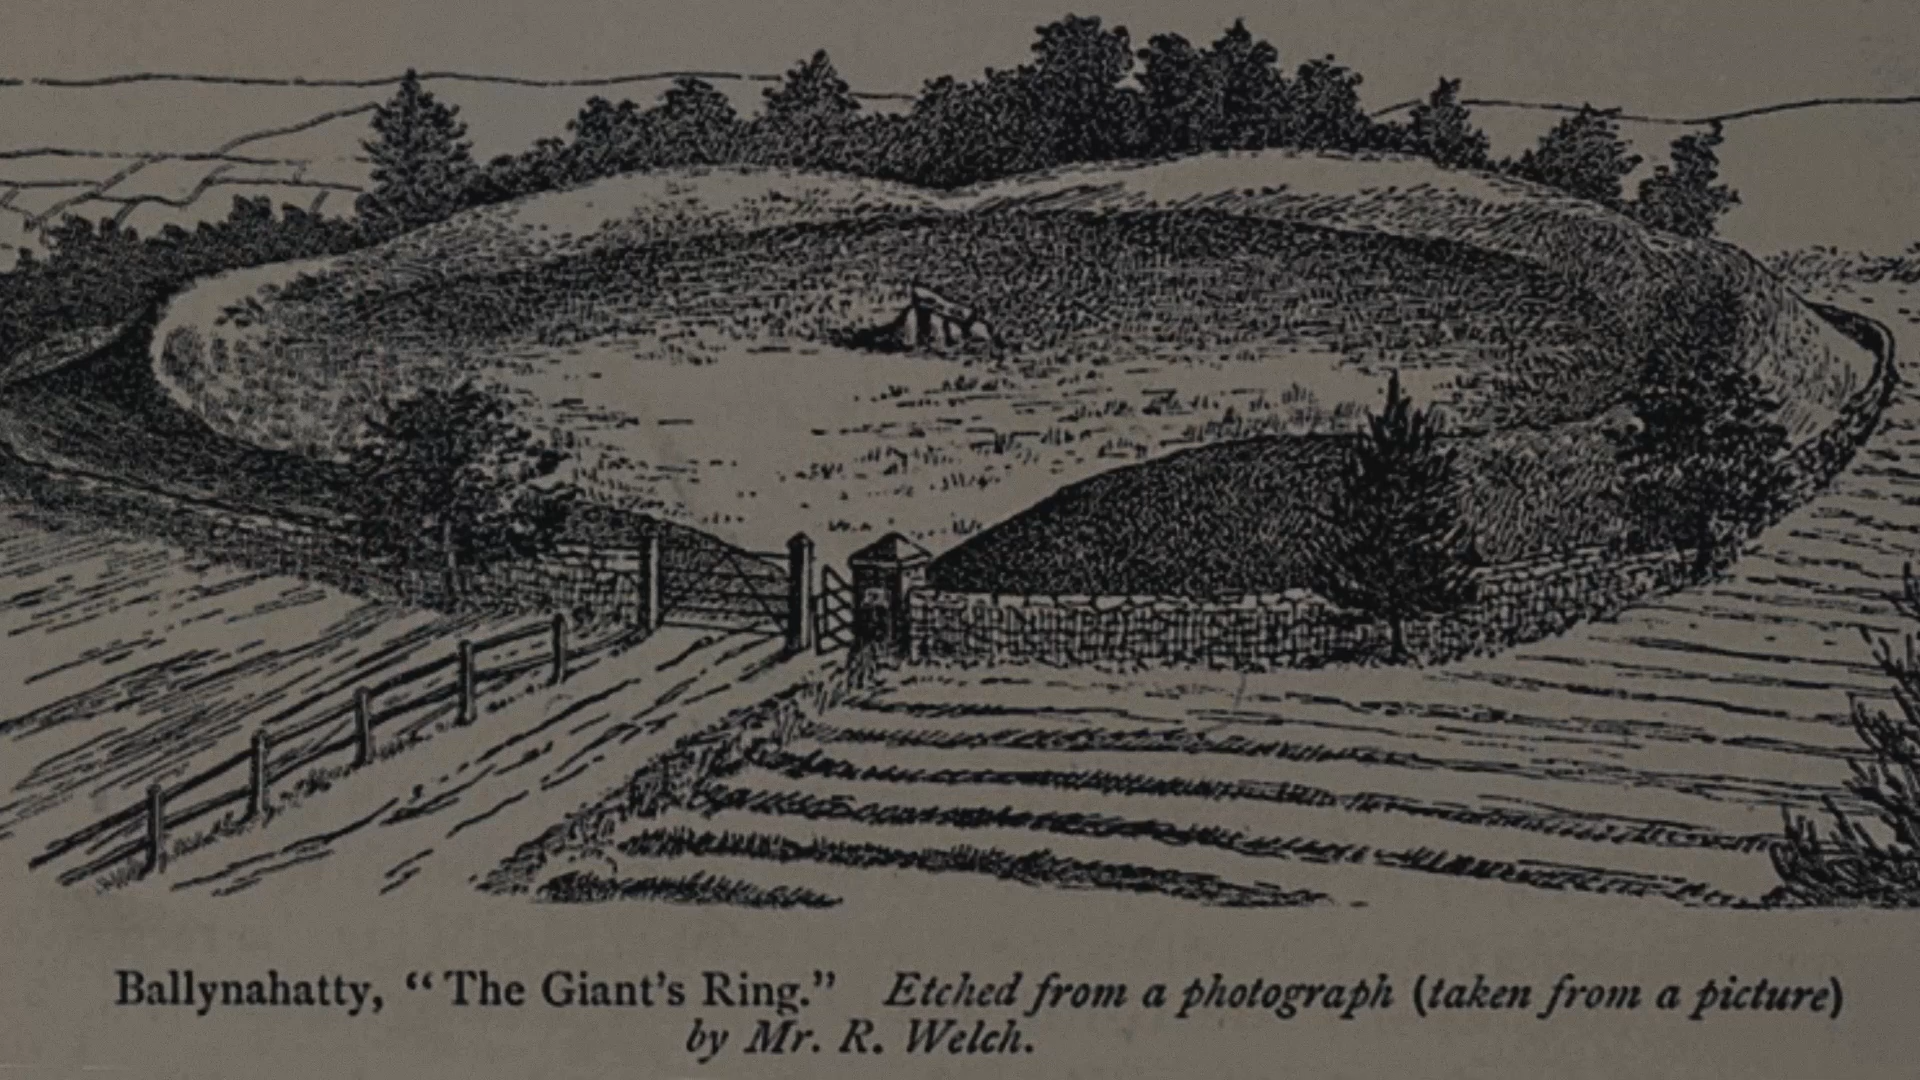 Ballynahatty, “The Giant’s Ring.” Etched from a photograph (taken from a picture)
by Mr. R. Welch.